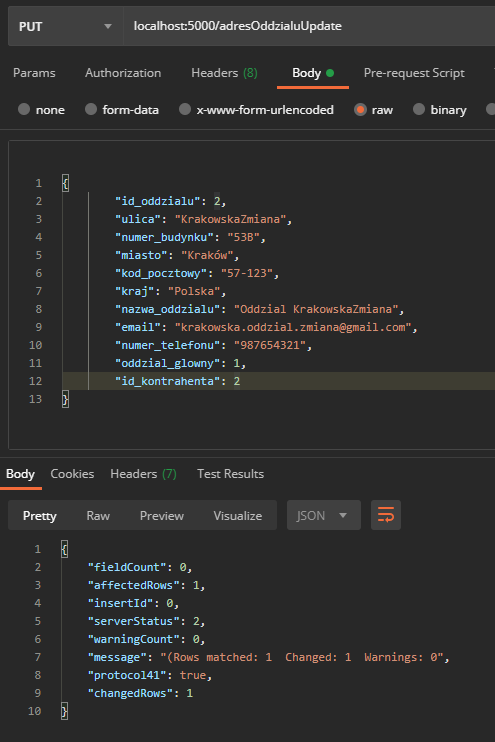 PUT localhost:5000/adresOddzialuUpdate
Params Authorization Headers (8) Body Pre-request Script
none form-data x-www-form-urlencoded raw binary
1 {
2 "id_oddzialu": 2,
3 "ulica": "KrakowskaZmiana",
4 "numer_budynku": "53B",
5 "miasto": "Kraków",
6 "kod_pocztowy": "57-123",
7 "kraj": "Polska",
8 "nazwa_oddzialu": "Oddzial KrakowskaZmiana",
9 "email": "krakowska.oddzial.zmiana@gmail.com",
10 "numer_telefonu": "987654321",
11 "oddzial_glowny": 1,
12 "id_kontrahenta": 2
13 }
Body Cookies Headers (7) Test Results
Pretty Raw Preview Visualize JSON
1 {
2 "fieldCount": 0,
3 "affectedRows": 1,
4 "insertId": 0,
5 "serverStatus": 2,
6 "warningCount": 0,
7 "message": "(Rows matched: 1  Changed: 1  Warnings: 0",
8 "protocol41": true,
9 "changedRows": 1
10 }